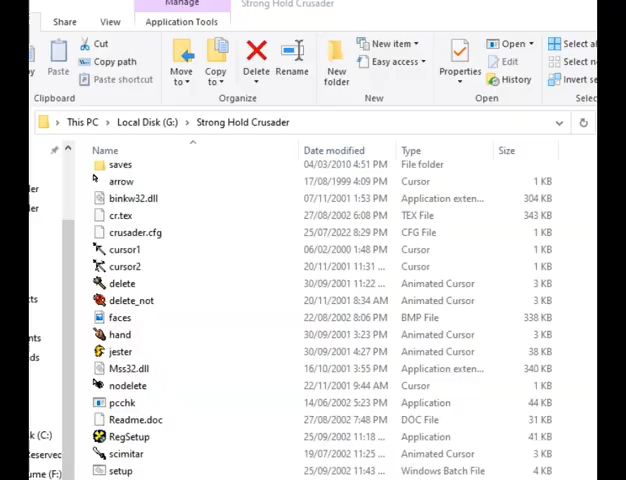 Manage
Strong Hold Crusader
Share View Application Tools
Cut
Copy path
Paste shortcut
Paste
Move to
Copy to
Delete
Rename
New folder
New item
Easy access
Properties
Open
Edit
History
Select all
Select
Invert
Clipboard Organize New Open Select
This PC > Local Disk (G:) > Strong Hold Crusader
Name Date modified Type Size
saves 04/03/2010 4:51 PM File folder
arrow 17/08/1999 4:09 PM Cursor 1 KB
binkw32.dll 07/11/2001 1:53 PM Application exten... 304 KB
cr.tex 27/08/2002 6:08 PM TEX File 343 KB
crusader.cfg 25/07/2022 8:29 PM CFG File 0 KB
cursor1 06/02/2000 1:48 PM Cursor 1 KB
cursor2 20/11/2001 11:31 ... Cursor 1 KB
delete 30/09/2001 11:22 ... Animated Cursor 3 KB
delete_not 20/11/2001 8:34 AM Animated Cursor 3 KB
faces 22/08/2002 8:06 PM BMP File 338 KB
hand 30/09/2001 3:23 PM Animated Cursor 3 KB
jester 30/09/2001 4:27 PM Animated Cursor 38 KB
Mss32.dll 16/10/2001 3:55 PM Application exten... 340 KB
nodelete 22/11/2001 9:44 AM Cursor 1 KB
pcchk 14/06/2002 5:23 PM Application 44 KB
Readme.doc 27/08/2002 7:48 PM DOC File 31 KB
RegSetup 25/09/2002 11:18 ... Application 41 KB
scimitar 19/07/2002 11:25 ... Animated Cursor 3 KB
setup 25/09/2002 11:43 ... Windows Batch File 4 KB
(C:)
Reserved
(F:)